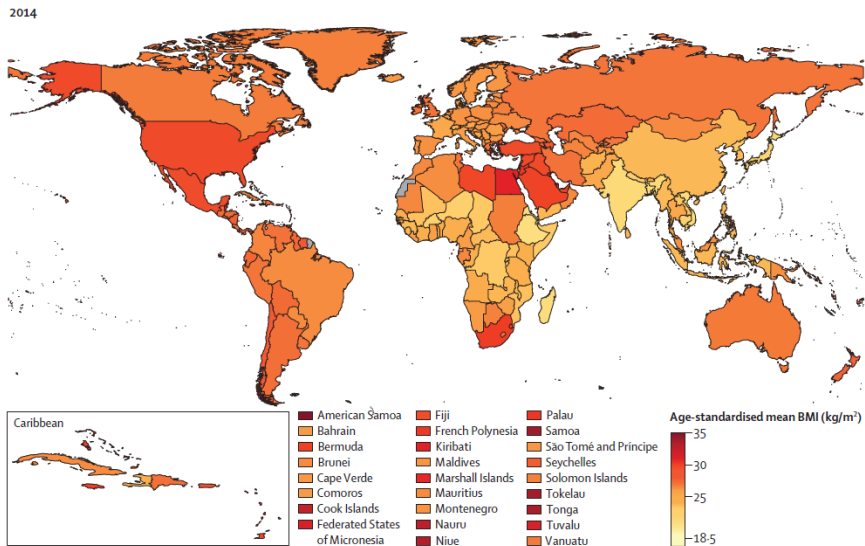 2014
Caribbean
American Samoa
Bahrain
Bermuda
Brunei
Cape Verde
Comoros
Cook Islands
Federated States
of Micronesia
Fiji
French Polynesia
Kiribati
Maldives
Marshall Islands
Mauritius
Montenegro
Nauru
Niue
Palau
Samoa
São Tomé and Príncipe
Seychelles
Solomon Islands
Tokelau
Tonga
Tuvalu
Vanuatu
Age-standardised mean BMI (kg/m²)
35
30
25
18·5